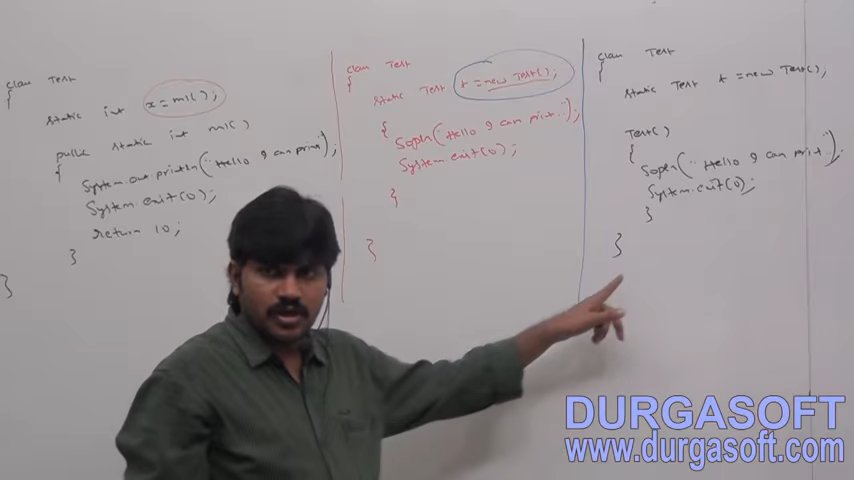 class Test
{
static int x = m1();
public static int m1()
{
System.out.println("Hello I can print");
System.exit(0);
return 10;
}
}
class Test
{
static Test t = new Test();
{
Sopln("Hello I can print..");
System.exit(0);
}
}
class Test
{
static Test t = new Test();
Test()
{
Sopln("Hello I can print..");
System.exit(0);
}
}
DURGASOFT
www.durgasoft.com